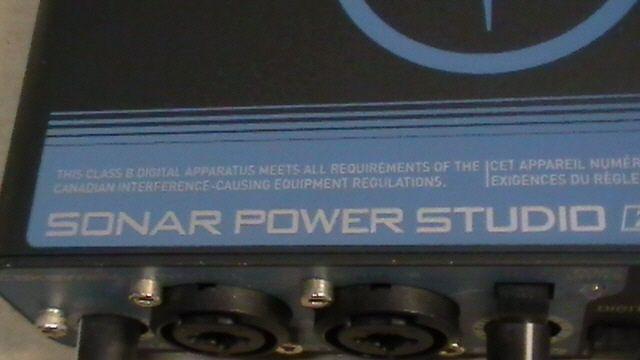 THIS CLASS B DIGITAL APPARATUS MEETS ALL REQUIREMENTS OF THE
CANADIAN INTERFERENCE-CAUSING EQUIPMENT REGULATIONS.
CET APPAREIL NUMÉR
EXIGENCES DU RÈGLE
SONAR POWER STUDIO